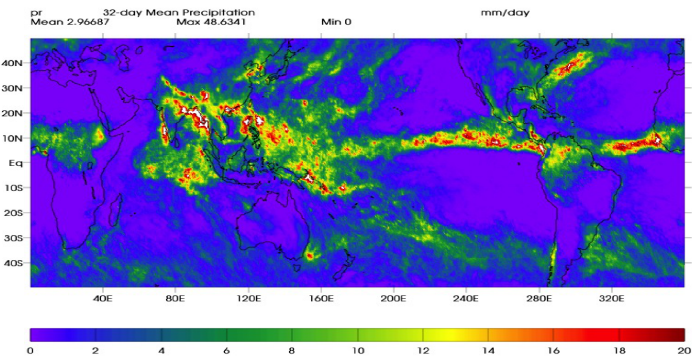 pr 32-day Mean Precipitation mm/day
Mean 2.96687 Max 48.6341 Min 0
40N
30N
20N
10N
Eq
10S
20S
30S
40S
40E 80E 120E 160E 200E 240E 280E 320E
0 2 4 6 8 10 12 14 16 18 20